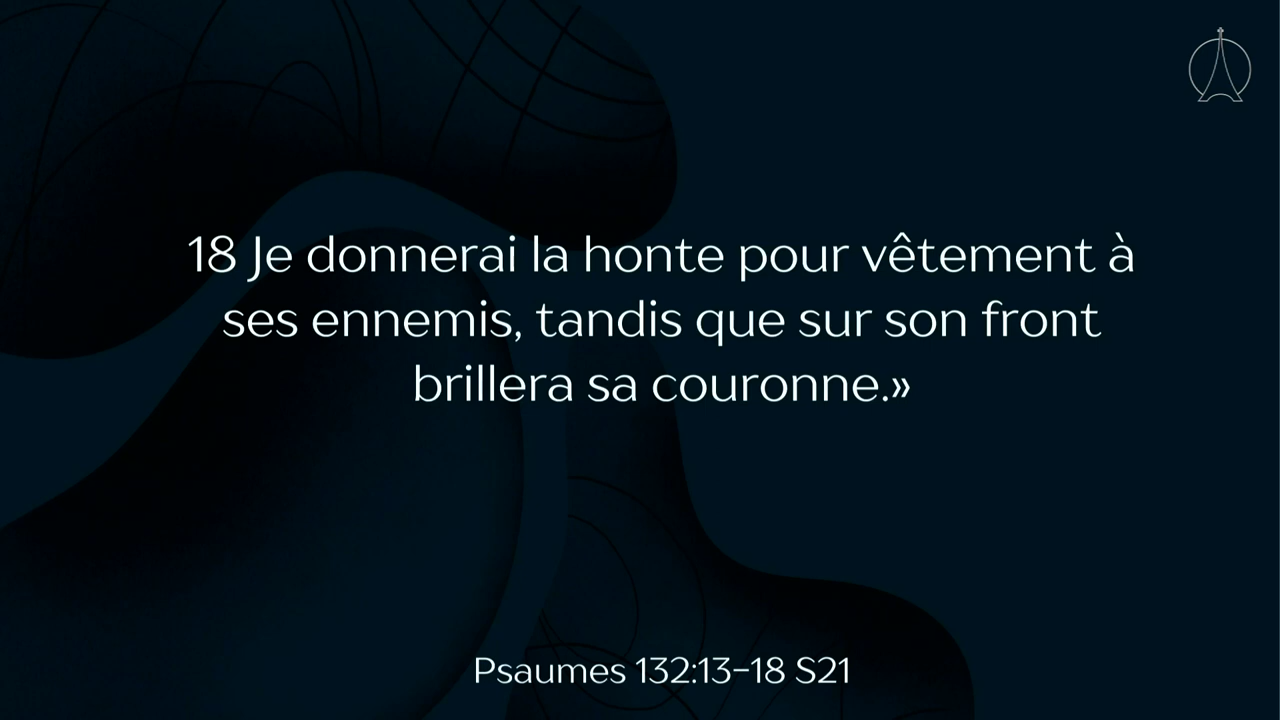 18 Je donnerai la honte pour vêtement à
ses ennemis, tandis que sur son front
brillera sa couronne.»
Psaumes 132:13-18 S21